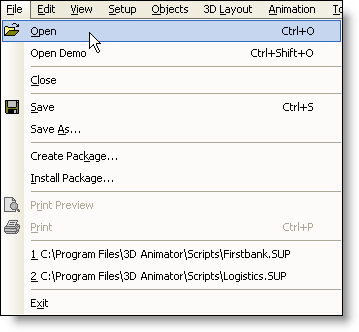 File Edit View Setup Objects 3D Layout Animation To
Open Ctrl+O
Open Demo Ctrl+Shift+O
Close
Save Ctrl+S
Save As...
Create Package...
Install Package...
Print Preview
Print Ctrl+P
1 C:\Program Files\3D Animator\Scripts\Firstbank.SUP
2 C:\Program Files\3D Animator\Scripts\Logistics.SUP
Exit